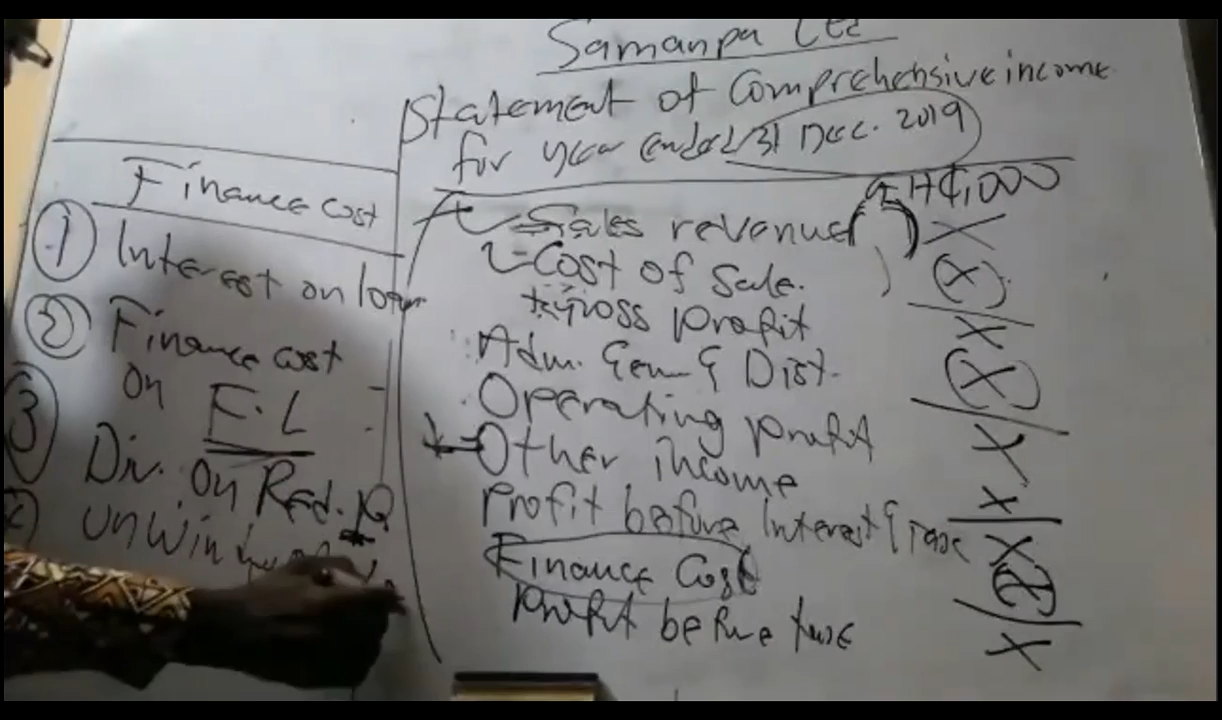 Samanpa Ltd
Statement of Comprehensive income
for year ended 31 Dec. 2019
GH¢,000
Finance cost
① Interest on loan
② Finance cost
on F.L
③ Div. on Red. P
Unwin
Sales revenue X
Cost of Sale. (X)
Gross profit X
Adm. Gen & Dist. (X)
Operating profit X
Other income X
Profit before Interest & Tax X
Finance Cost (X)
Profit before tax X